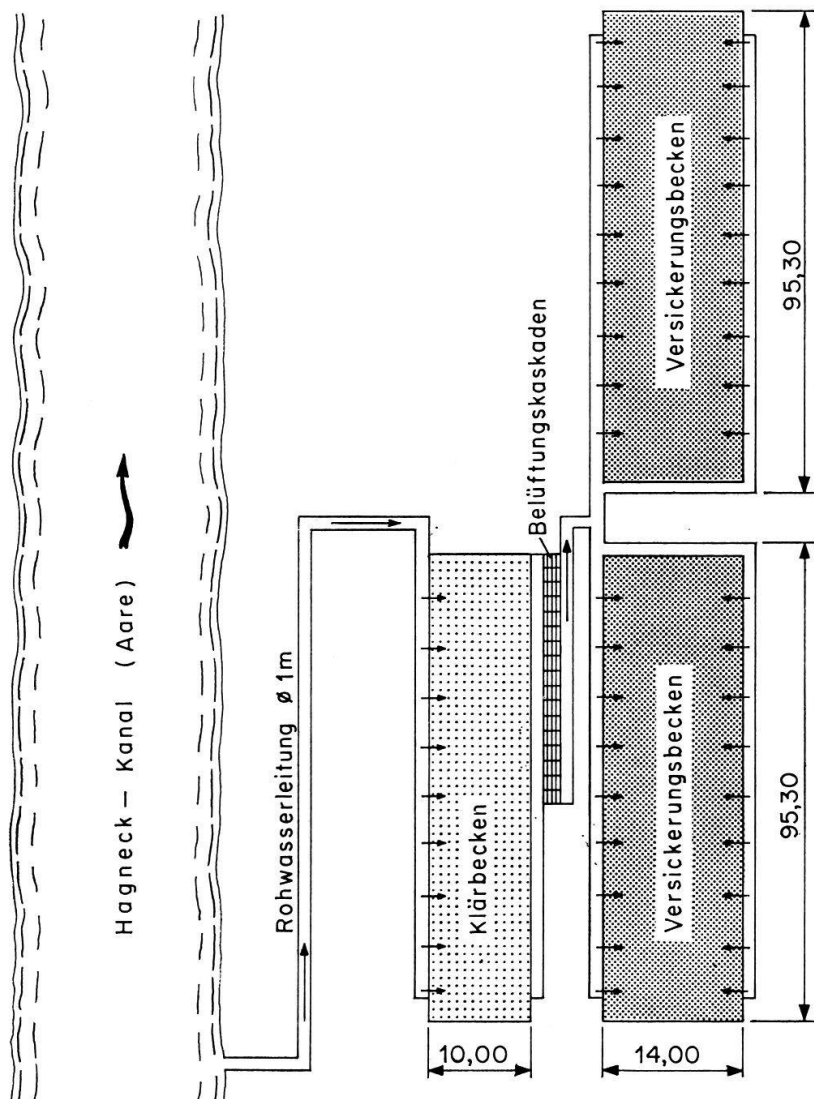 Hagneck – Kanal (Aare)
Rohwasserleitung ø 1m
Klärbecken
Belüftungskaskaden
Versickerungsbecken
Versickerungsbecken
95,30
95,30
10,00
14,00